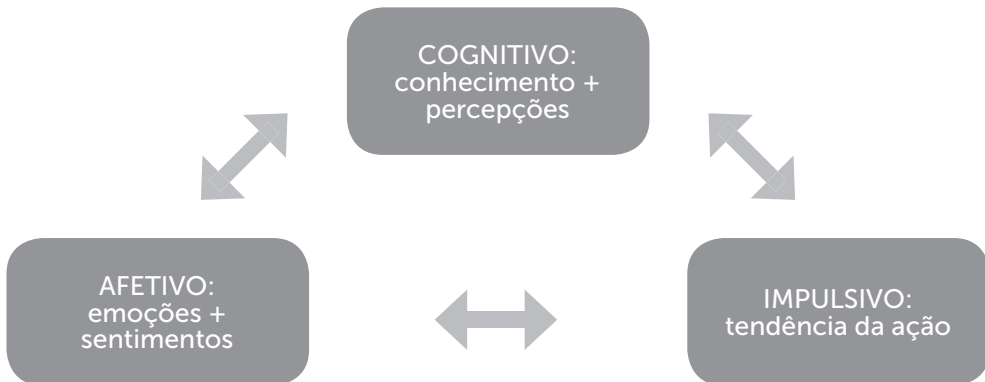 COGNITIVO:
conhecimento +
percepções
AFETIVO:
emoções +
sentimentos
IMPULSIVO:
tendência da ação